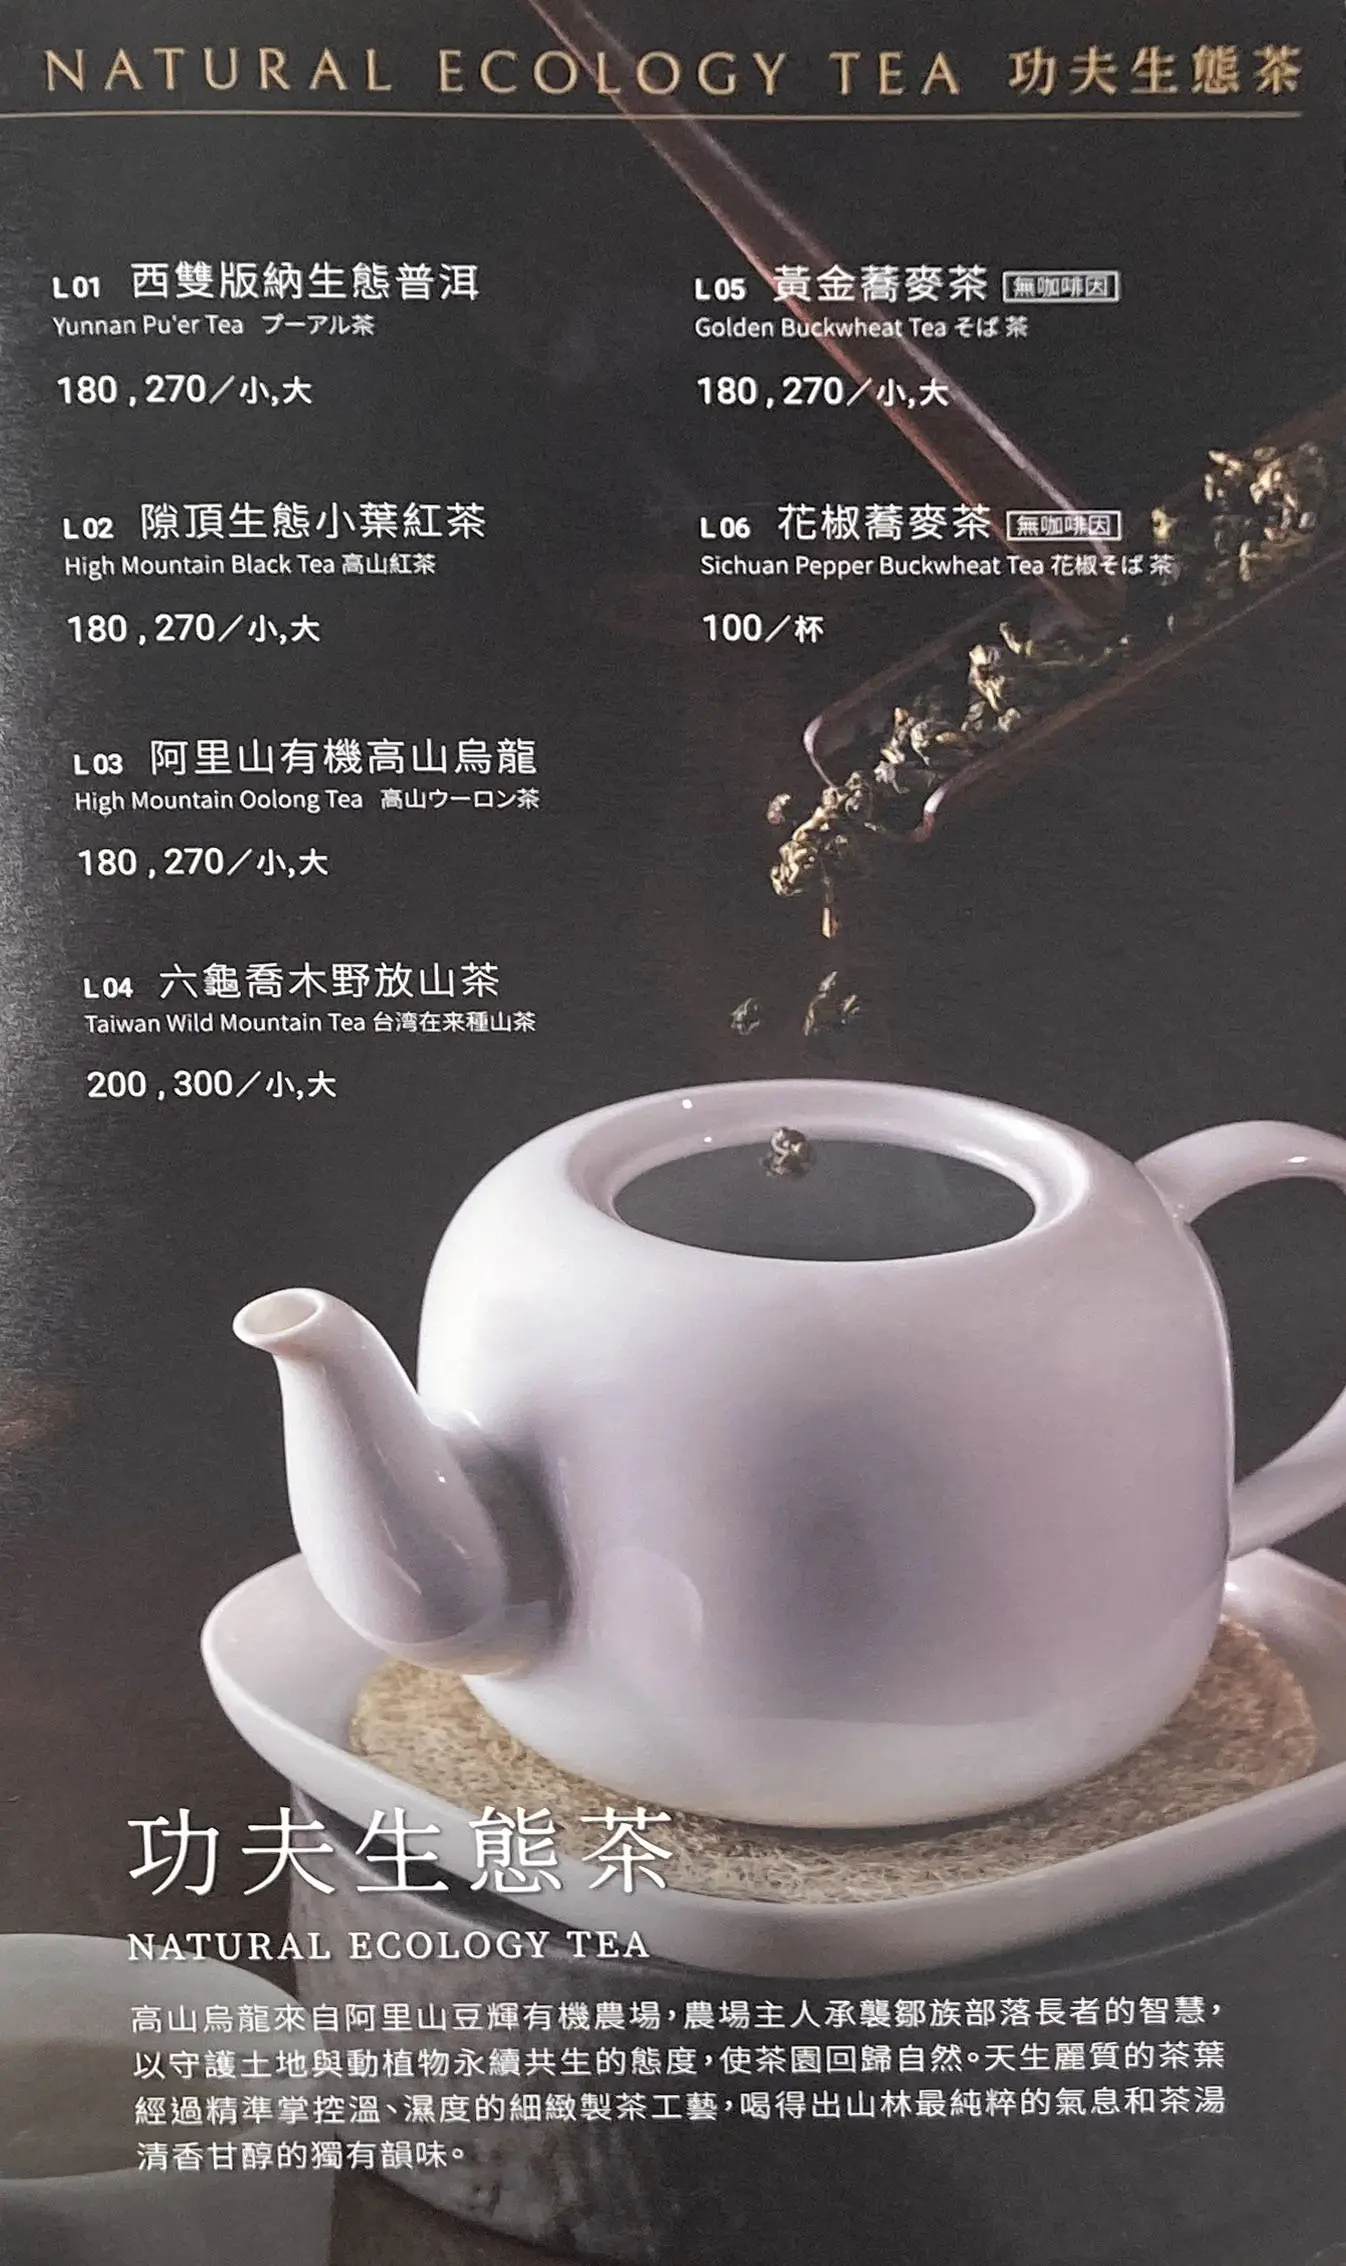 NATURAL ECOLOGY TEA 功夫生態茶
L01 西雙版納生態普洱
Yunnan Pu'er Tea プーアル茶
180 , 270／小,大
L02 隙頂生態小葉紅茶
High Mountain Black Tea 高山紅茶
180 , 270／小,大
L03 阿里山有機高山烏龍
High Mountain Oolong Tea 高山ウーロン茶
180 , 270／小,大
L04 六龜喬木野放山茶
Taiwan Wild Mountain Tea 台湾在来種山茶
200 , 300／小,大
L05 黃金蕎麥茶 無咖啡因
Golden Buckwheat Tea そば 茶
180 , 270／小,大
L06 花椒蕎麥茶 無咖啡因
Sichuan Pepper Buckwheat Tea 花椒そば 茶
100／杯
功夫生態茶
NATURAL ECOLOGY TEA
高山烏龍來自阿里山豆輝有機農場，農場主人承襲鄒族部落長者的智慧，
以守護土地與動植物永續共生的態度，使茶園回歸自然。天生麗質的茶葉
經過精準掌控溫、濕度的細緻製茶工藝，喝得出山林最純粹的氣息和茶湯
清香甘醇的獨有韻味。